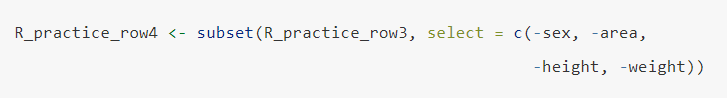 R_practice_row4 <- subset(R_practice_row3, select = c(-sex, -area,
-height, -weight))